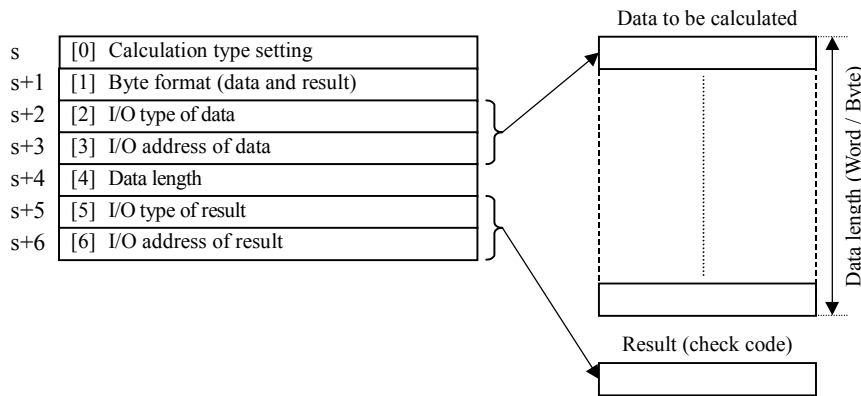 Data to be calculated
s [0] Calculation type setting
s+1 [1] Byte format (data and result)
s+2 [2] I/O type of data
s+3 [3] I/O address of data
s+4 [4] Data length
s+5 [5] I/O type of result
s+6 [6] I/O address of result
Data length (Word / Byte)
Result (check code)